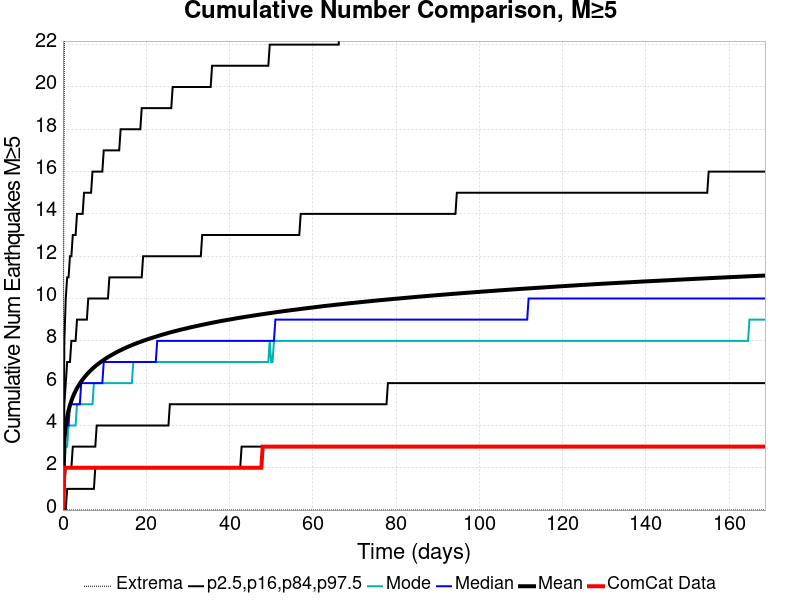 Cumulative Number Comparison, M≥5
Cumulative Num Earthquakes M≥5
22
20
18
16
14
12
10
8
6
4
2
0
0 20 40 60 80 100 120 140 160
Time (days)
Extrema p2.5,p16,p84,p97.5 Mode Median Mean ComCat Data